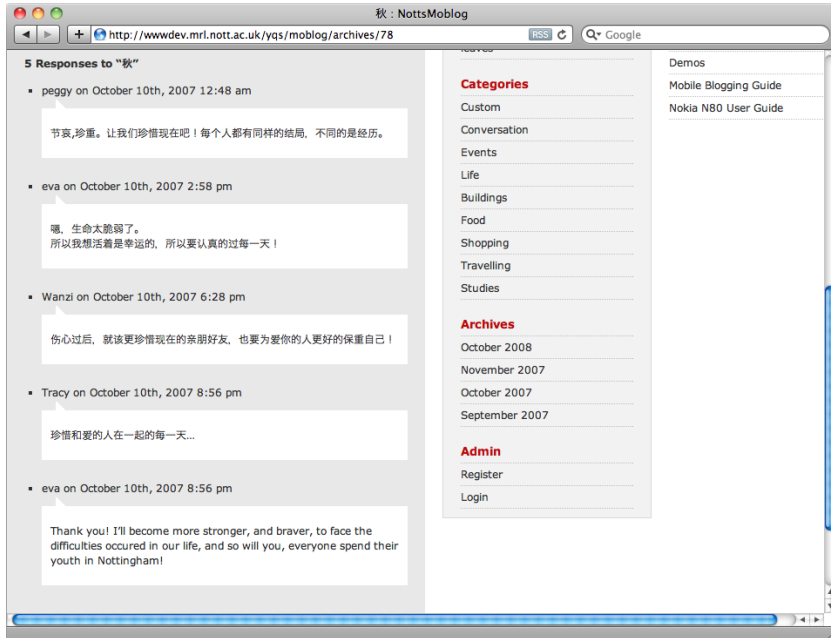 秋 : NottsMoblog
http://wwwdev.mrl.nott.ac.uk/yqs/moblog/archives/78
RSS
Google
5 Responses to “秋”
peggy on October 10th, 2007 12:48 am
节哀,珍重。让我们珍惜现在吧！每个人都有同样的结局，不同的是经历。
eva on October 10th, 2007 2:58 pm
嗯，生命太脆弱了。
所以我想活着是幸运的，所以要认真的过每一天！
Wanzi on October 10th, 2007 6:28 pm
伤心过后，就该更珍惜现在的亲朋好友，也要为爱你的人更好的保重自己！
Tracy on October 10th, 2007 8:56 pm
珍惜和爱的人在一起的每一天...
eva on October 10th, 2007 8:56 pm
Thank you! I’ll become more stronger, and braver, to face the
difficulties occured in our life, and so will you, everyone spend their
youth in Nottingham!
leaves
Categories
Custom
Conversation
Events
Life
Buildings
Food
Shopping
Travelling
Studies
Archives
October 2008
November 2007
October 2007
September 2007
Admin
Register
Login
Demos
Mobile Blogging Guide
Nokia N80 User Guide